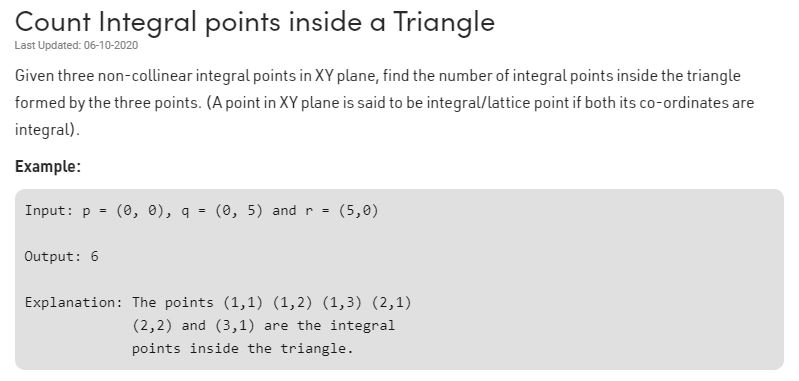 Count Integral points inside a Triangle
Last Updated: 06-10-2020
Given three non-collinear integral points in XY plane, find the number of integral points inside the triangle
formed by the three points. (A point in XY plane is said to be integral/lattice point if both its co-ordinates are
integral).
Example:
Input: p = (0, 0), q = (0, 5) and r = (5,0)
Output: 6
Explanation: The points (1,1) (1,2) (1,3) (2,1)
(2,2) and (3,1) are the integral
points inside the triangle.